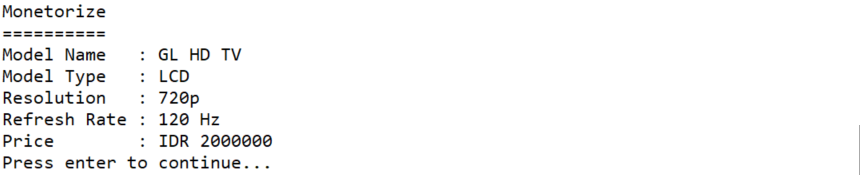 Monetorize
==========
Model Name   : GL HD TV
Model Type   : LCD
Resolution   : 720p
Refresh Rate : 120 Hz
Price        : IDR 2000000
Press enter to continue...